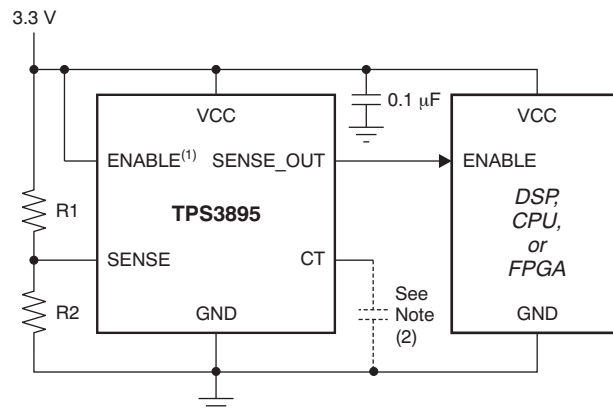 3.3 V
0.1 μF
VCC
VCC
ENABLE(1)
SENSE_OUT
ENABLE
R1
TPS3895
DSP,
CPU,
or
FPGA
SENSE
CT
R2
GND
See
Note
(2)
GND